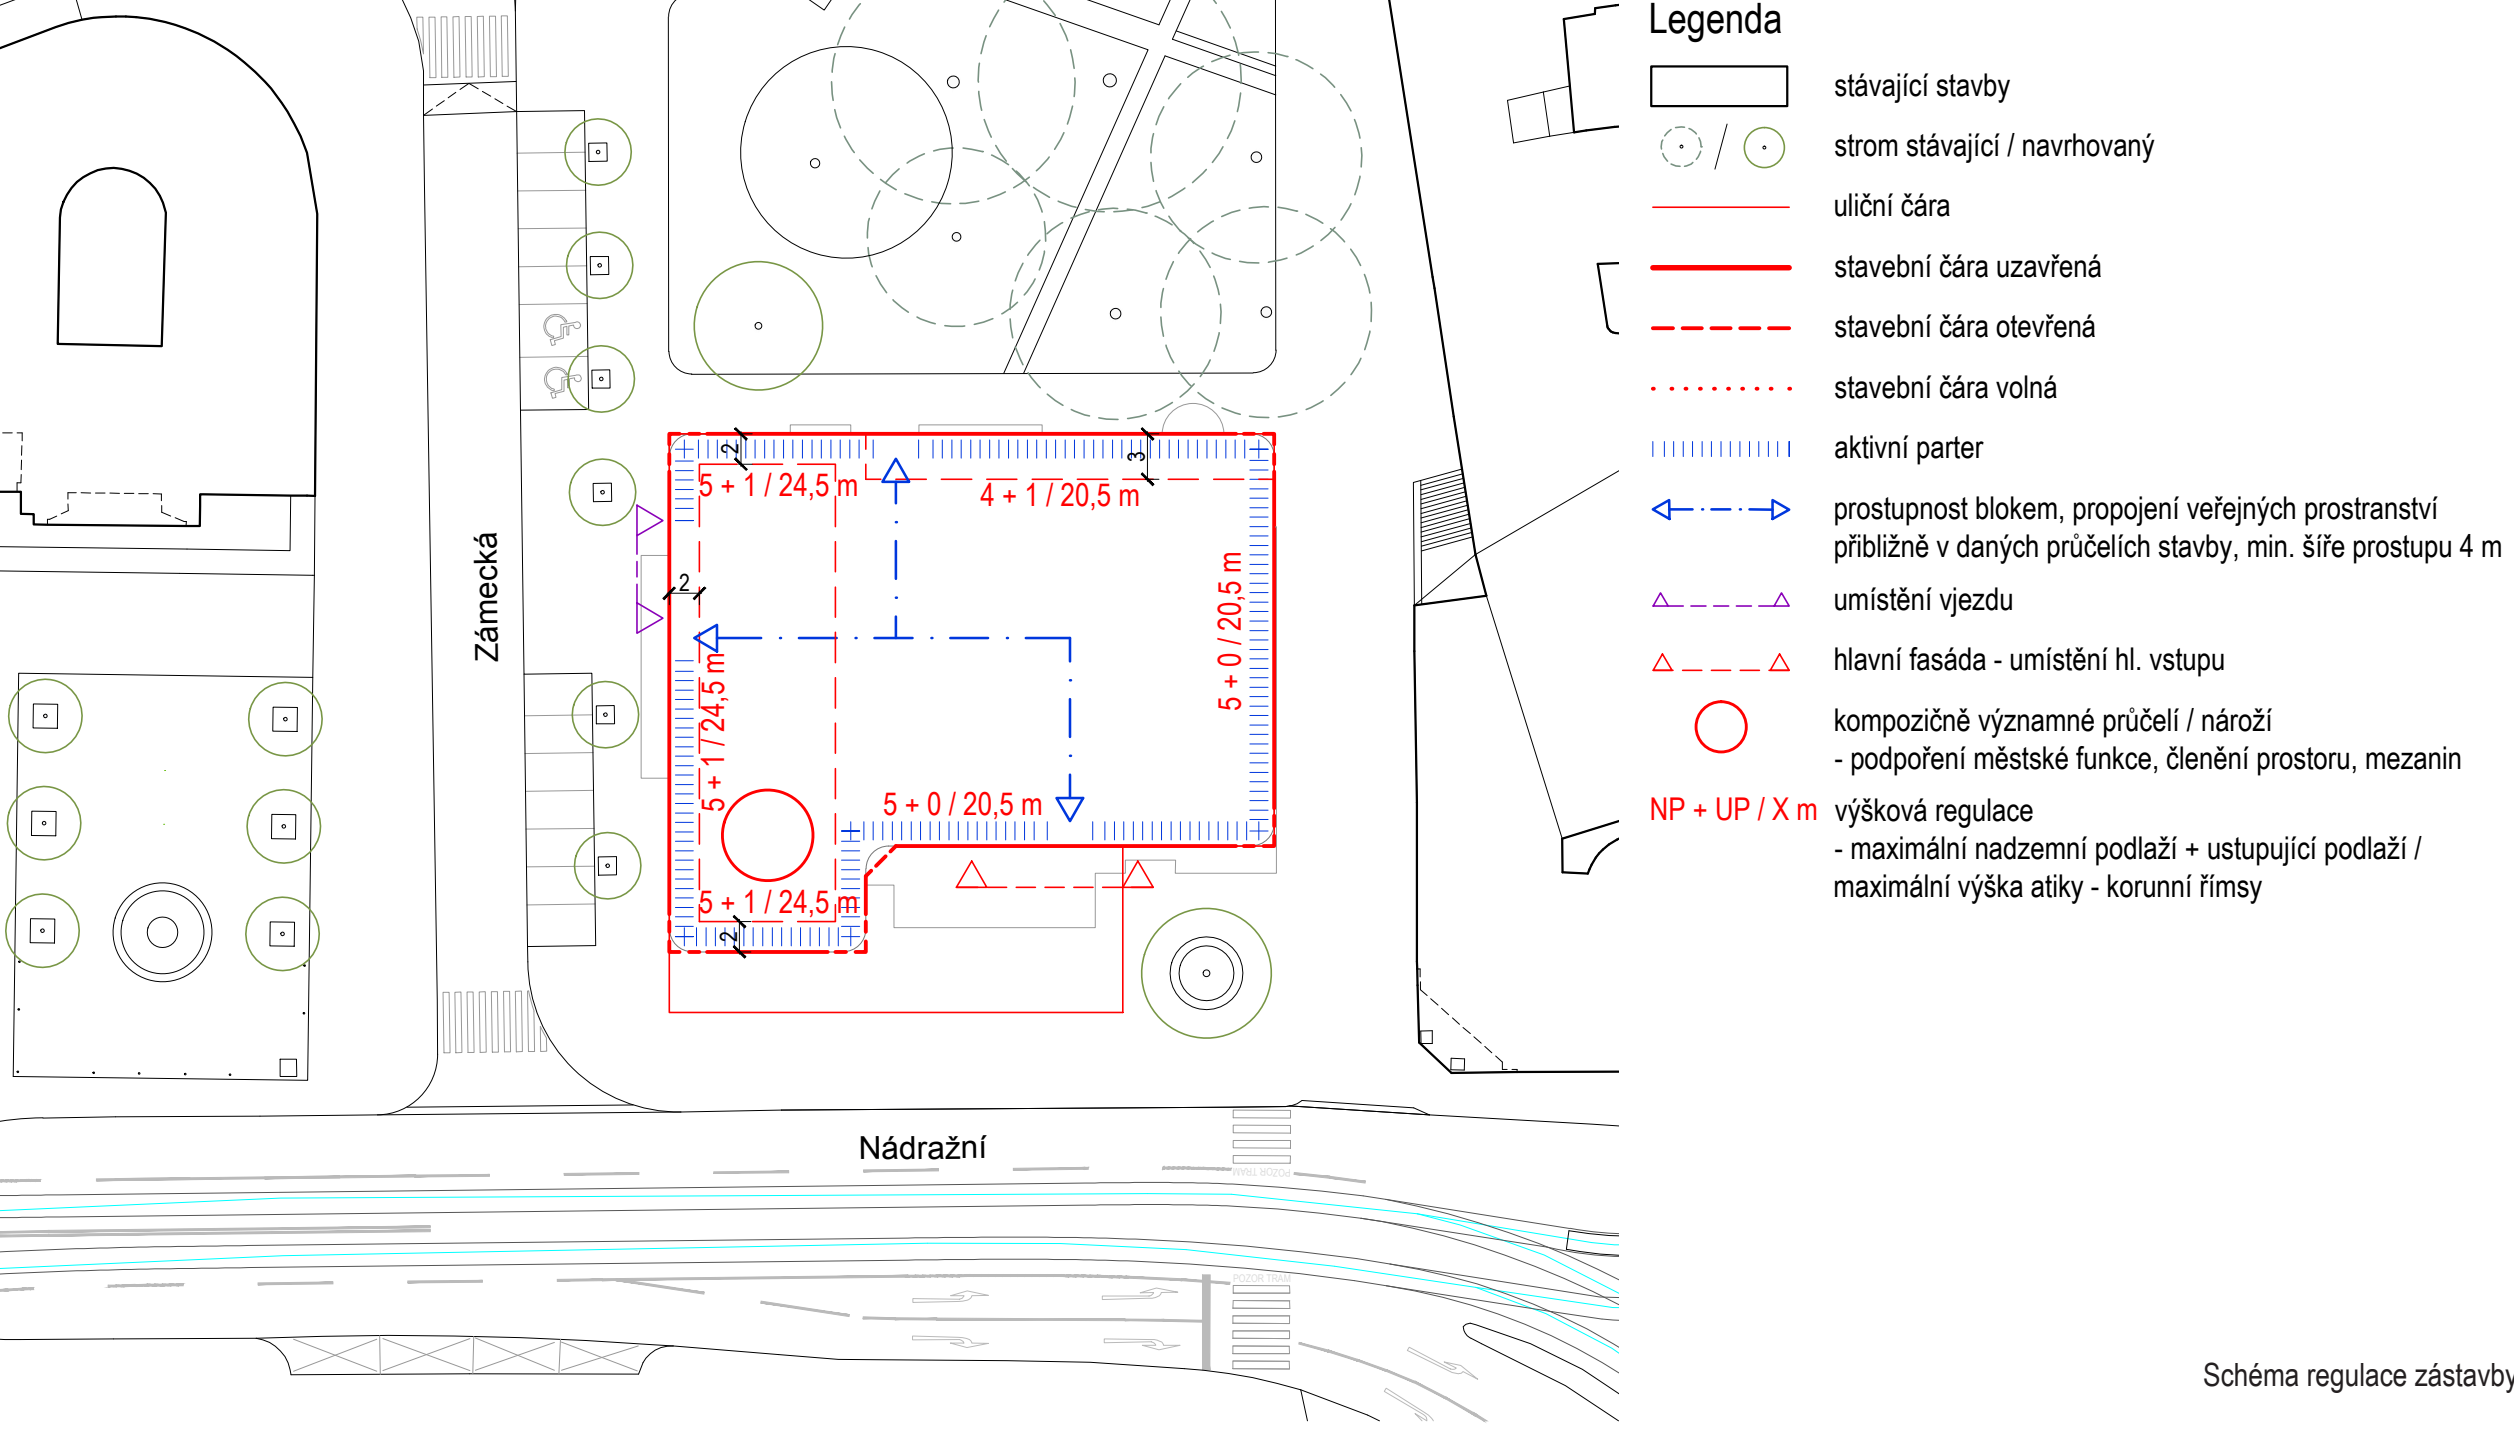 Legenda
stávající stavby
strom stávající / navrhovaný
uliční čára
stavební čára uzavřená
stavební čára otevřená
stavební čára volná
aktivní parter
prostupnost blokem, propojení veřejných prostranství
přibližně v daných průčelích stavby, min. šíře prostupu 4 m
umístění vjezdu
hlavní fasáda - umístění hl. vstupu
kompozičně významné průčelí / nároží
- podpoření městské funkce, členění prostoru, mezanin
NP + UP / X m výšková regulace
- maximální nadzemní podlaží + ustupující podlaží /
maximální výška atiky - korunní římsy
2
3
5 + 1 / 24,5 m
4 + 1 / 20,5 m
2
5 + 0 / 20,5 m
Zámecká
5 + 1 / 24,5 m
5 + 0 / 20,5 m
5 + 1 / 24,5 m
2
Nádražní
POZOR TRAM
POZOR TRAM
Schéma regulace zástavby